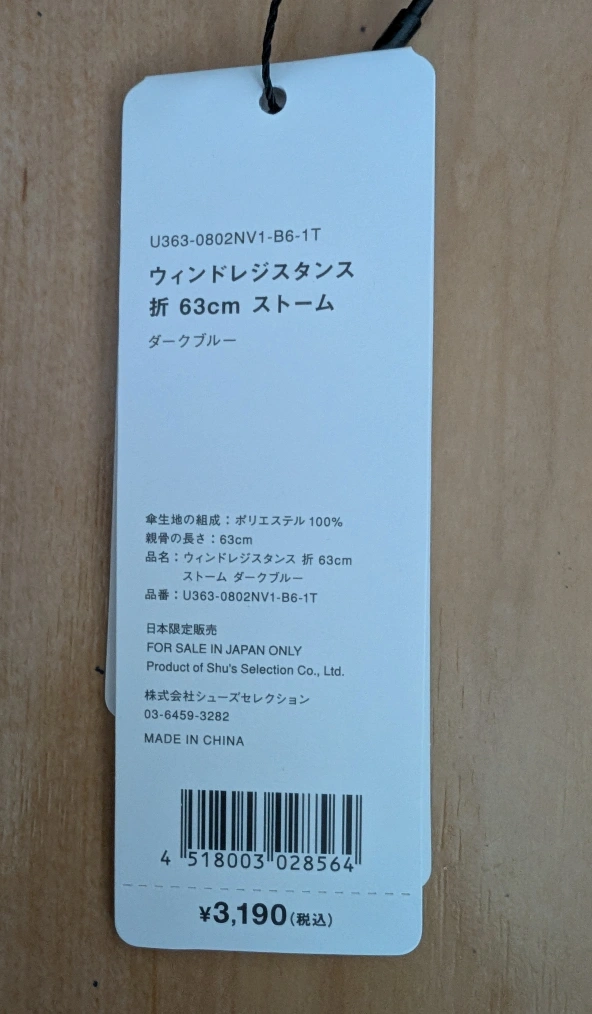 U363-0802NV1-B6-1T
ウィンドレジスタンス
折 63cm ストーム
ダークブルー
傘生地の組成：ポリエステル 100%
親骨の長さ：63cm
品名：ウィンドレジスタンス 折 63cm
ストーム ダークブルー
品番：U363-0802NV1-B6-1T
日本限定販売
FOR SALE IN JAPAN ONLY
Product of Shu's Selection Co., Ltd.
株式会社シューズセレクション
03-6459-3282
MADE IN CHINA
4 518003 028564
¥3,190(税込)